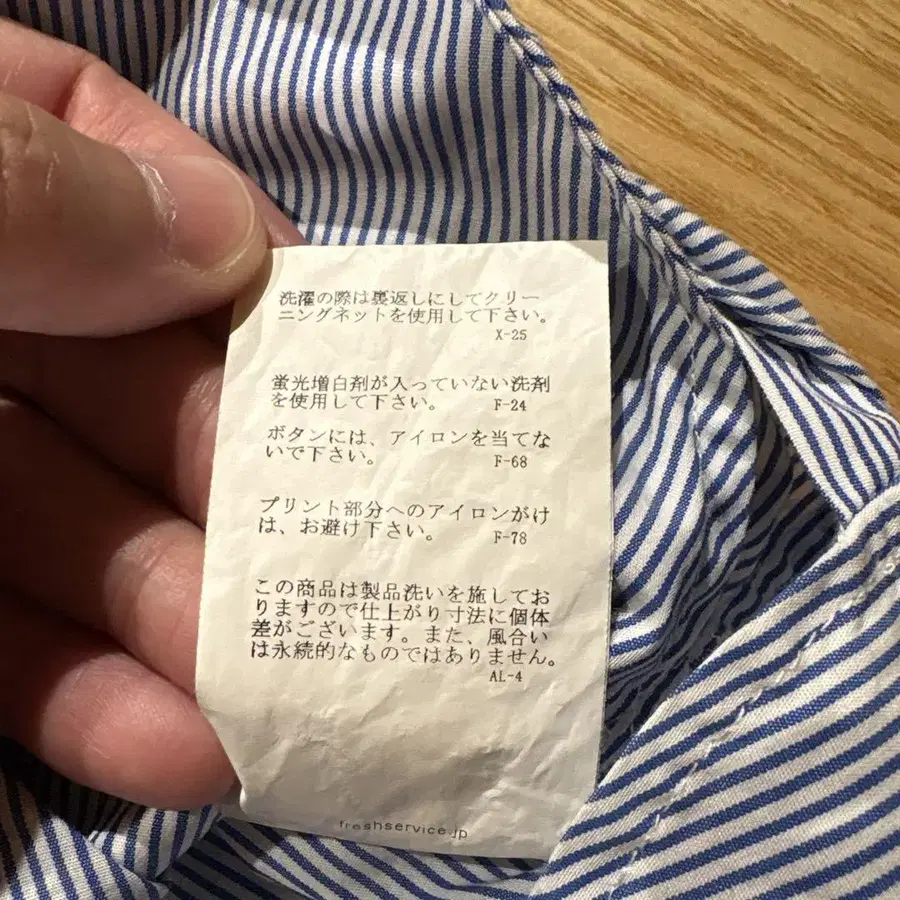 洗濯の際は裏返しにしてクリー
ニングネットを使用して下さい。
X-25
蛍光増白剤が入っていない洗剤
を使用して下さい。 F-24
ボタンには、アイロンを当てな
いで下さい。 F-68
プリント部分へのアイロンがけ
は、お避け下さい。 F-78
この商品は製品洗いを施してお
りますので仕上がり寸法に個体
差がございます。また、風合い
は永続的なものではありません。
AL-4
freshservice.jp